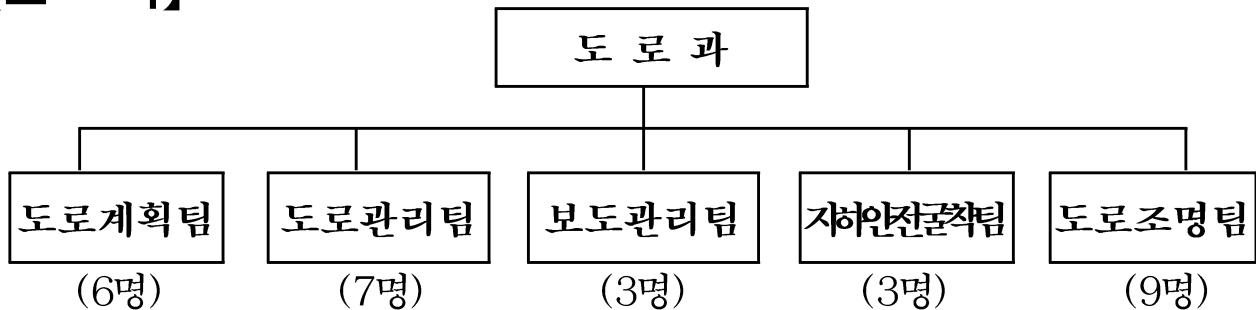 도 로 과
도로계획팀 도로관리팀 보도관리팀 지하안전굴착팀 도로조명팀
(6명) (7명) (3명) (3명) (9명)